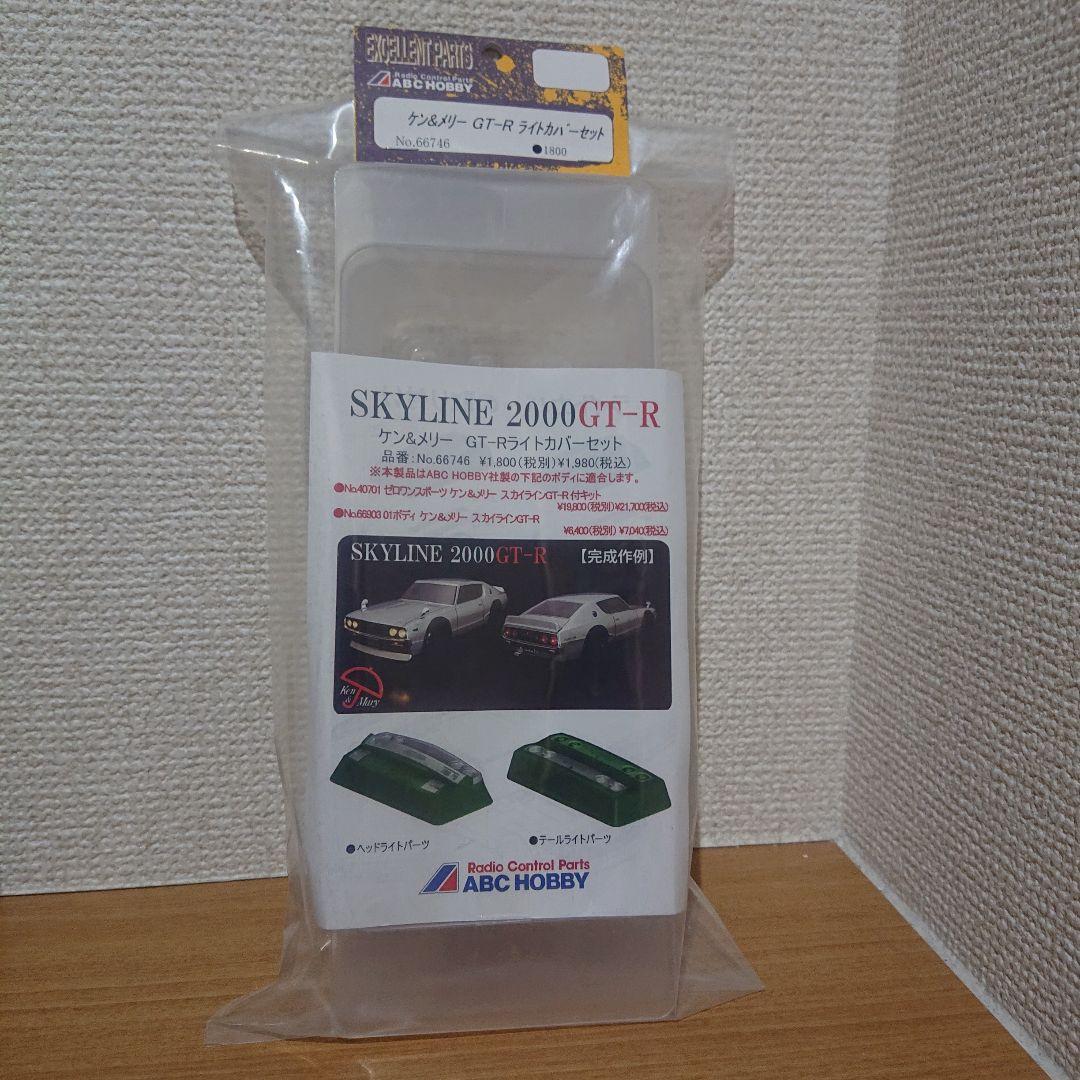 EXCELLENT PARTS
Radio Control Parts
ABC HOBBY
ケン&メリー GT-R ライトカバーセット
No.66746 ●1800
SKYLINE 2000GT-R
ケン&メリー GT-Rライトカバーセット
品番:No.66746 ¥1,800(税別)¥1,980(税込)
※本製品はABC HOBBY社製の下記のボディに適合します。
●No.40701 ゼロワンスポーツ ケン&メリー スカイラインGT-R 付キット
¥19,800(税別)¥21,700(税込)
●No.66903 01ボディ ケン&メリー スカイラインGT-R
¥6,400(税別) ¥7,040(税込)
SKYLINE 2000GT-R 【完成作例】
Ken
& Mary
●ヘッドライトパーツ
●テールライトパーツ
Radio Control Parts
ABC HOBBY